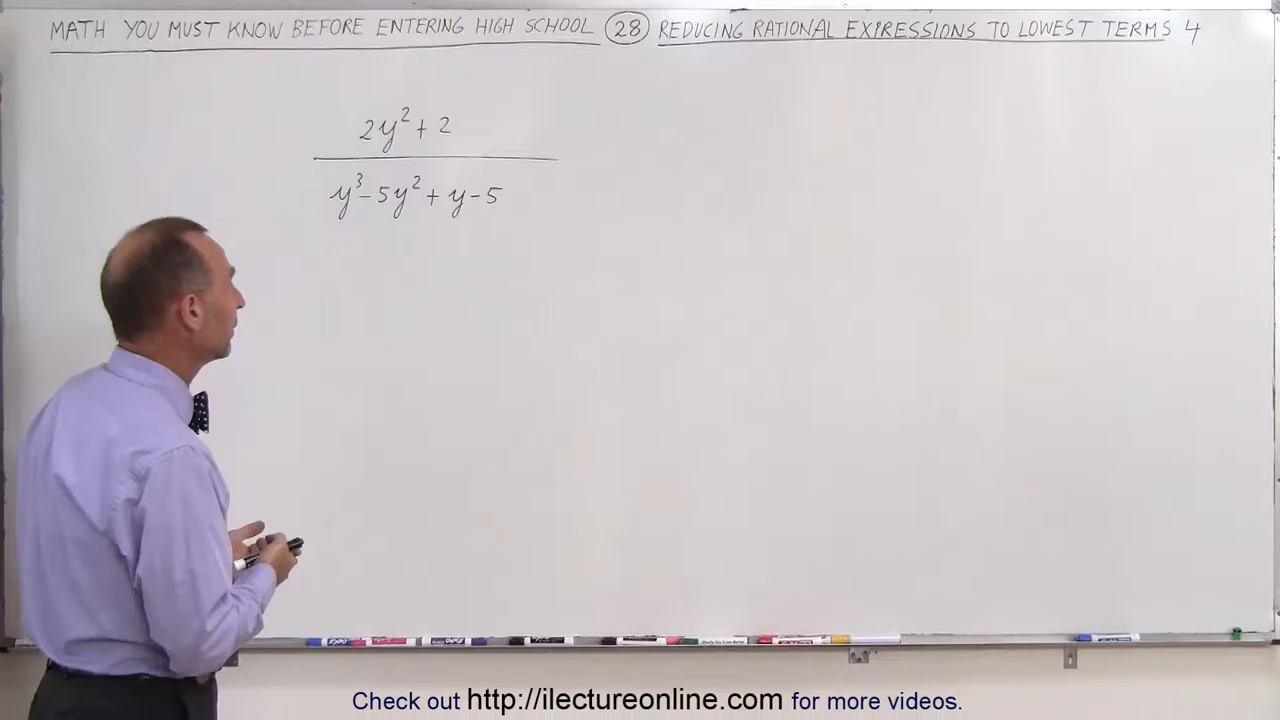 MATH YOU MUST KNOW BEFORE ENTERING HIGH SCHOOL (28) REDUCING RATIONAL EXPRESSIONS TO LOWEST TERMS 4
2y² + 2
y³ - 5y² + y - 5
Check out http://ilectureonline.com for more videos.